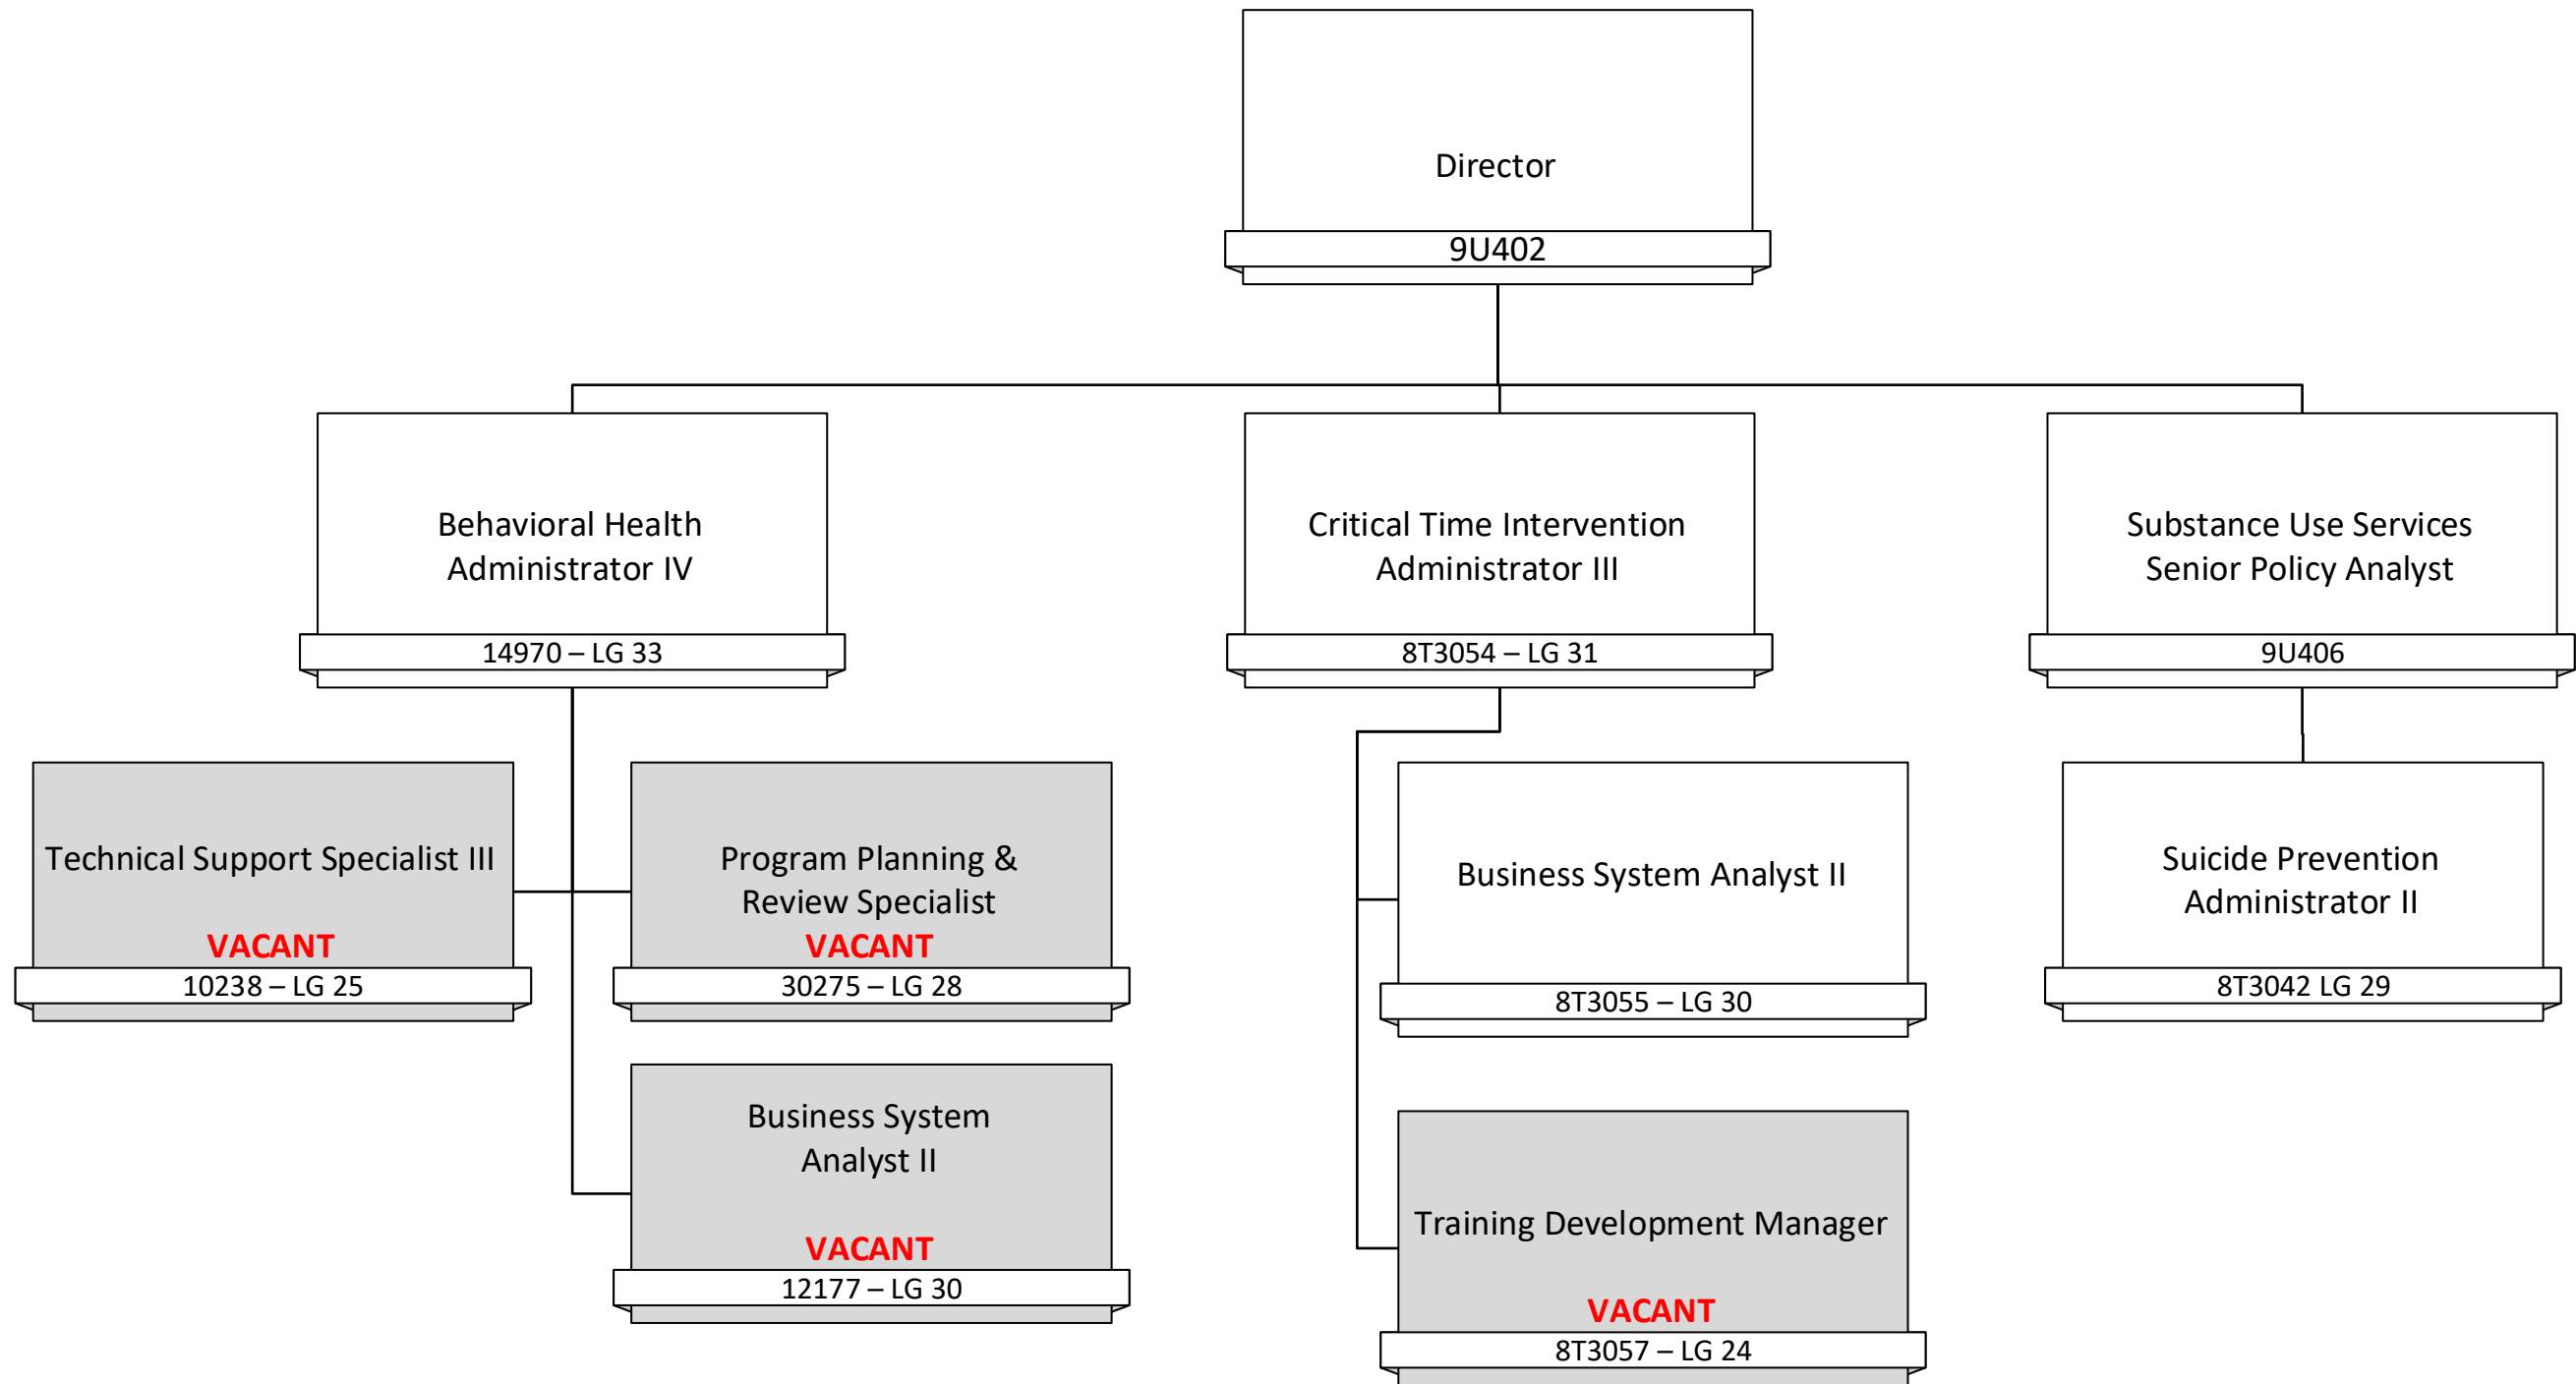 Director
9U402
Behavioral Health
Administrator IV
14970 – LG 33
Critical Time Intervention
Administrator III
8T3054 – LG 31
Substance Use Services
Senior Policy Analyst
9U406
Technical Support Specialist III
VACANT
10238 – LG 25
Program Planning &
Review Specialist
VACANT
30275 – LG 28
Business System Analyst II
8T3055 – LG 30
Suicide Prevention
Administrator II
8T3042 LG 29
Business System
Analyst II
VACANT
12177 – LG 30
Training Development Manager
VACANT
8T3057 – LG 24